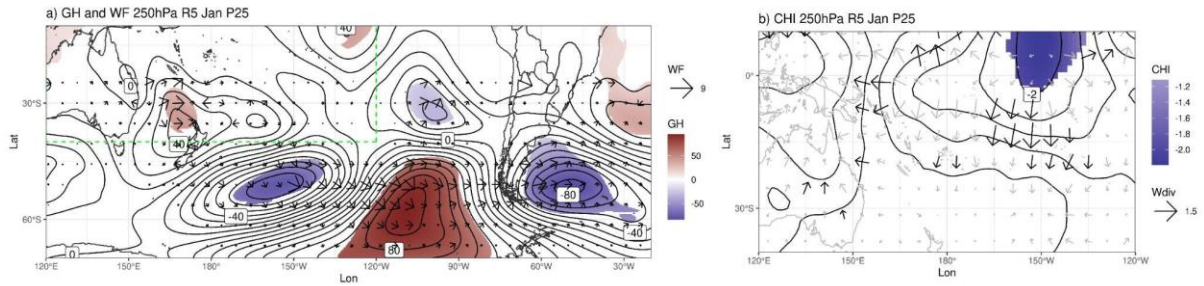 a) GH and WF 250hPa R5 Jan P25
40
0
40
0
-40
80
-80
-40
0
30°S
60°S
Lat
120°E 150°E 180° 150°W 120°W 90°W 60°W 30°W
Lon
WF
9
GH
50
0
-50
b) CHI 250hPa R5 Jan P25
-2
0°
30°S
Lat
120°E 150°E 180° 150°W 120°W
Lon
CHI
-1.2
-1.4
-1.6
-1.8
-2.0
Wdiv
1.5